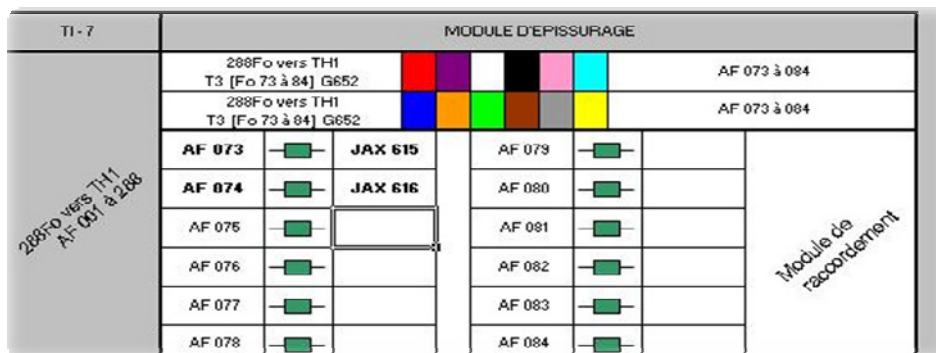 TI - 7
MODULE D'EPISSURAGE
288Fo vers TH1
T3 [Fo 73 à 84] G652
AF 073 à 084
288Fo vers TH1
T3 [Fo 73 à 84] G652
AF 073 à 084
288Fo vers TH1
AF 001 à 288
AF 073 JAX 615 AF 079
AF 074 JAX 616 AF 080
AF 075 AF 081
AF 076 AF 082
AF 077 AF 083
AF 078 AF 084
Module de
raccordement